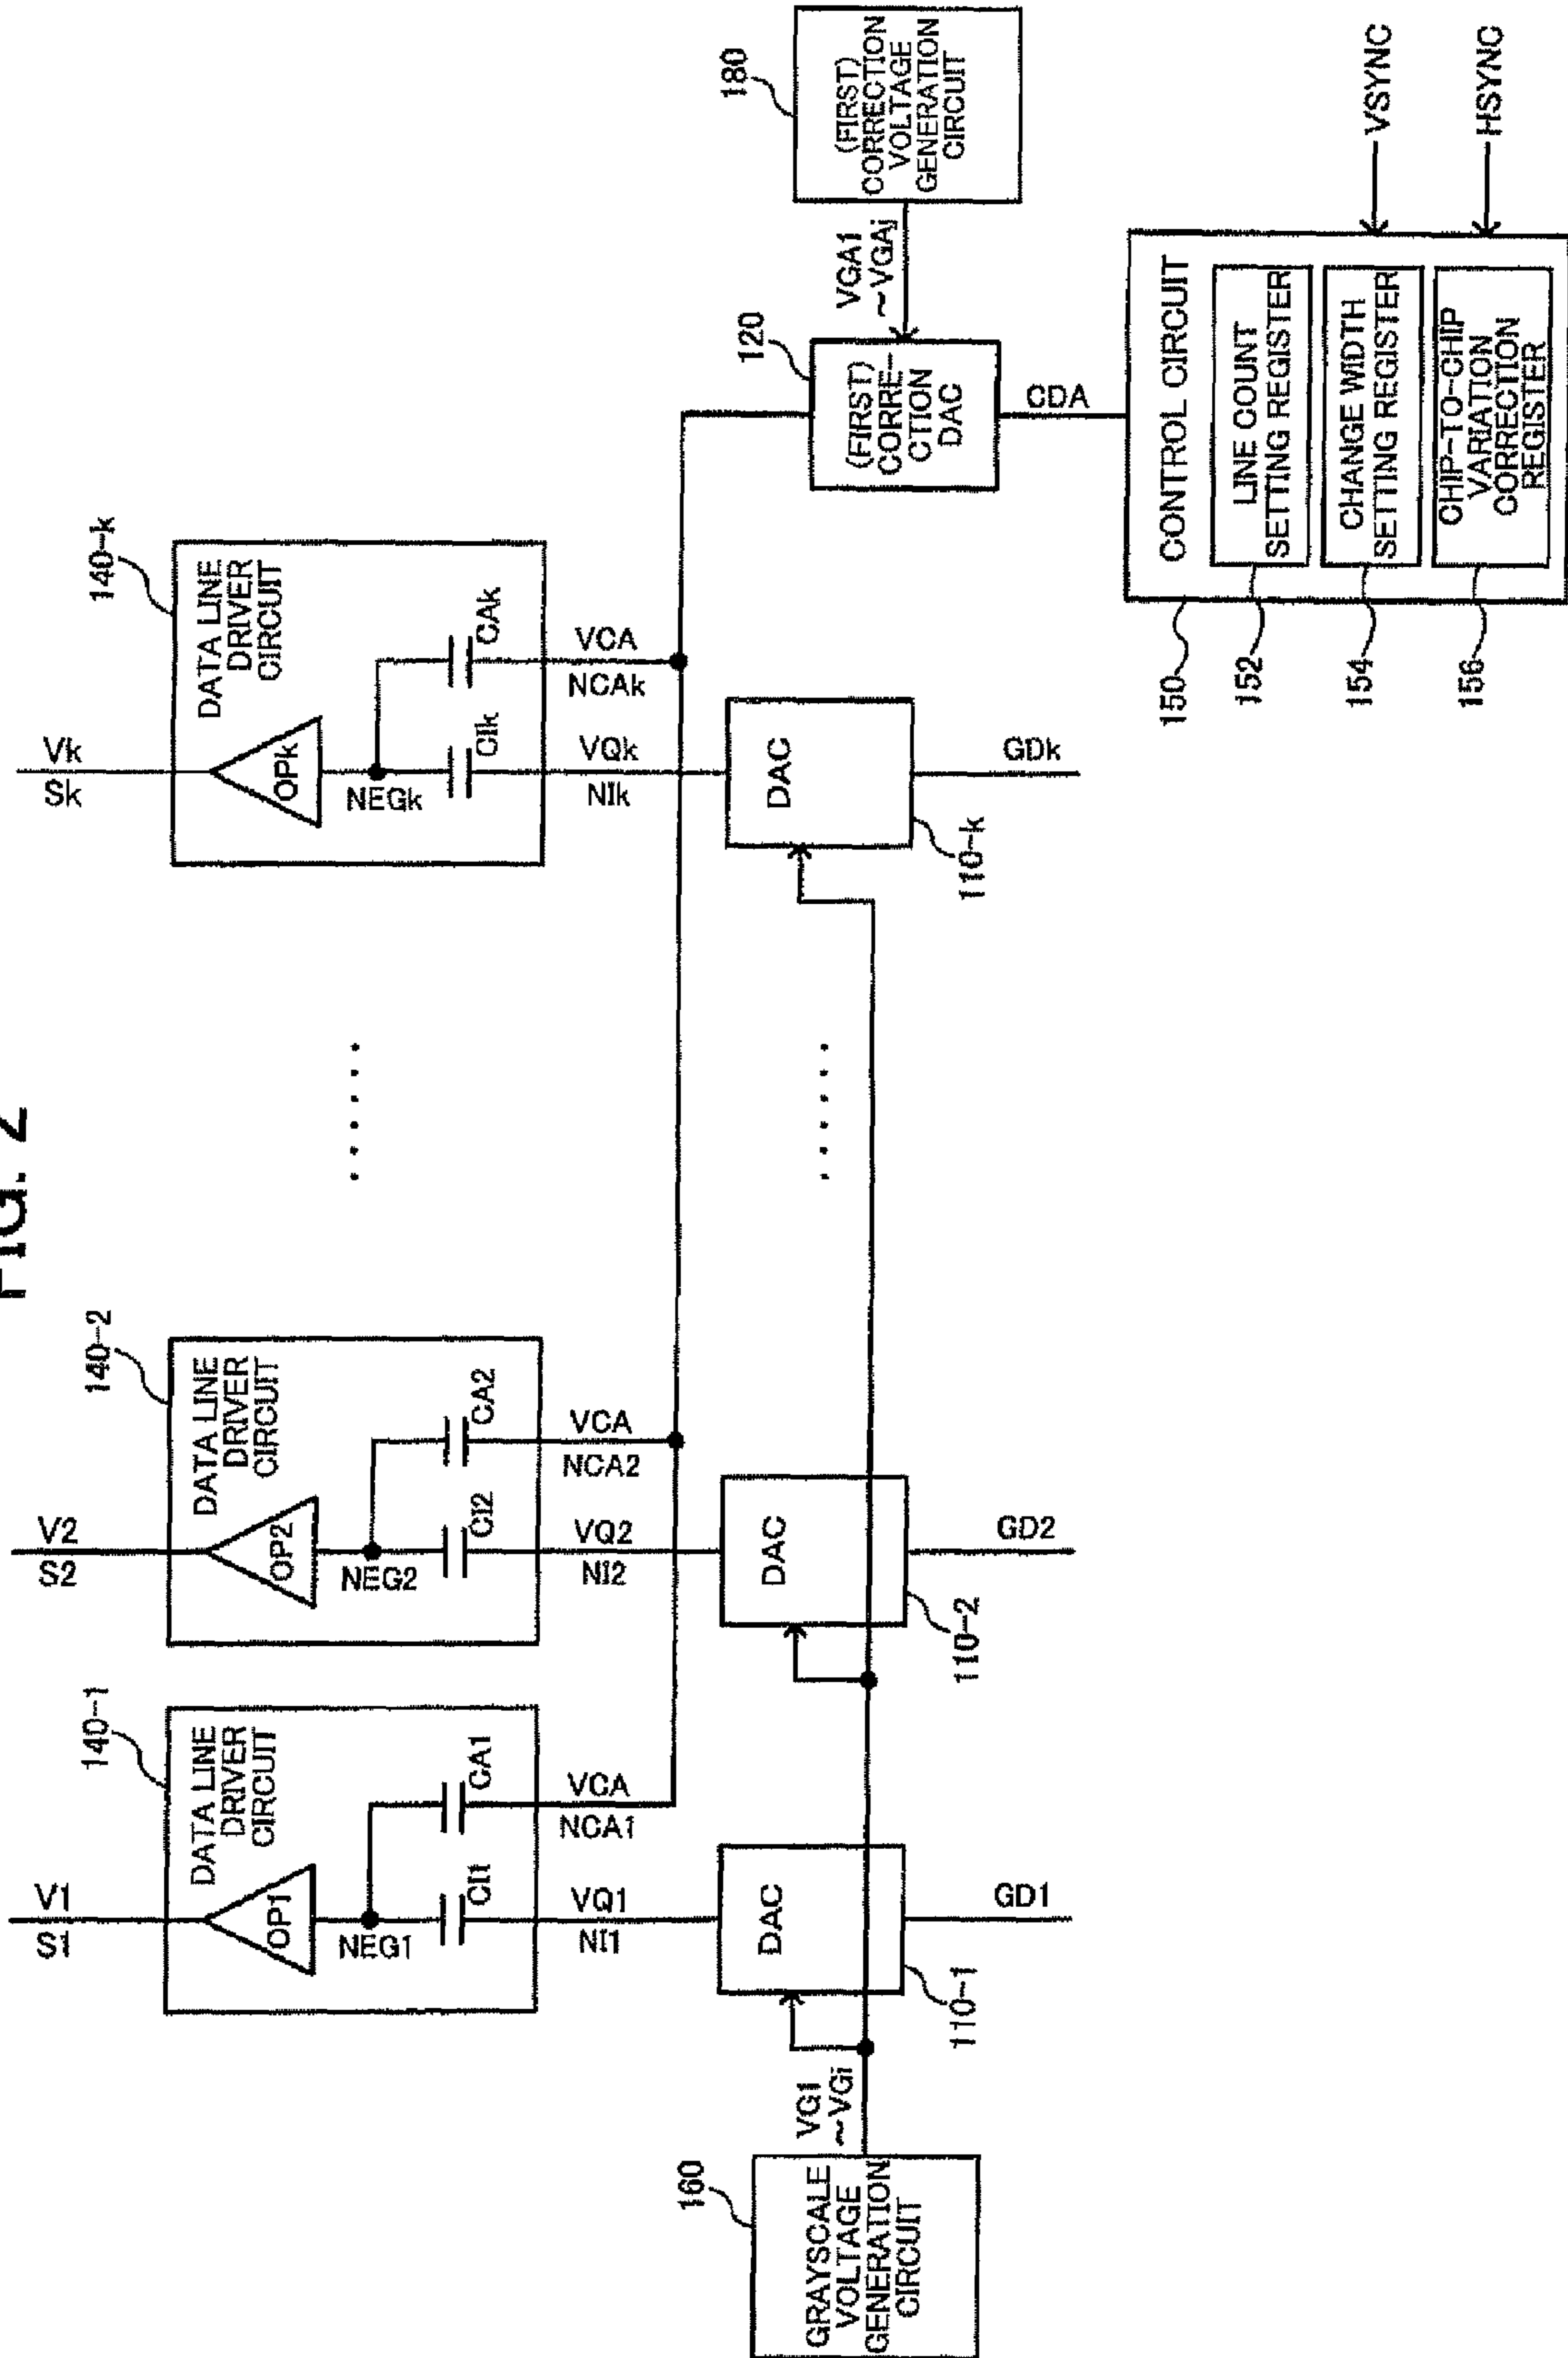 FIG. 2
V1
S1
V2
S2
Vk
Sk
140-1
DATA LINE
DRIVER
CIRCUIT
OP1
NEG1
CI1
CA1
140-2
DATA LINE
DRIVER
CIRCUIT
OP2
NEG2
CI2
CA2
140-k
DATA LINE
DRIVER
CIRCUIT
OPk
NEGk
CIk
CAk
VQ1
NI1
VCA
NCA1
VQ2
NI2
VCA
NCA2
VQk
NIk
VCA
NCAk
160
GRAYSCALE
VOLTAGE
GENERATION
CIRCUIT
VG1
~VGi
DAC
110-1
GD1
DAC
110-2
GD2
DAC
110-k
GDk
120
(FIRST)
CORRE-
CTION
DAC
VGA1
~VGAj
180
(FIRST)
CORRECTION
VOLTAGE
GENERATION
CIRCUIT
CDA
150
CONTROL CIRCUIT
152
LINE COUNT
SETTING REGISTER
154
CHANGE WIDTH
SETTING REGISTER
156
CHIP-TO-CHIP
VARIATION
CORRECTION
REGISTER
VSYNC
HSYNC